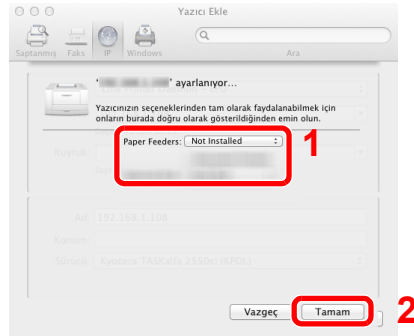 Yazıcı Ekle
Saptanmış Faks IP Windows Ara
' ' ayarlanıyor...
Yazıcınızın seçeneklerinden tam olarak faydalanabilmek için
onların burada doğru olarak gösterildiğinden emin olun.
Paper Feeders: Not Installed 1
Kuyruk:
Ad: 192.168.1.108
Konum:
Sürücü: Kyocera TASKalfa 2550ci (KPDL)
Vazgeç Tamam 2